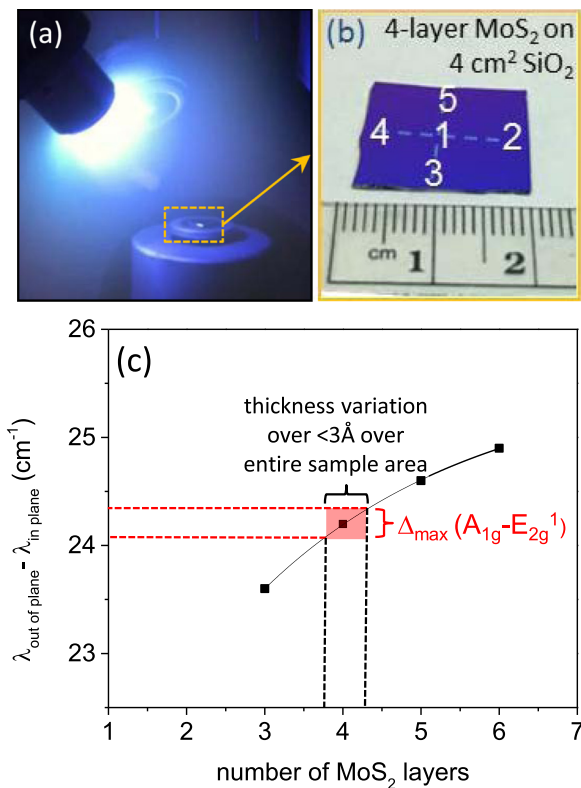 (a)
(b) 4-layer MoS₂ on
4 cm² SiO₂
5
4 1 2
3
cm 1 2
(c)
thickness variation
over <3Å over
entire sample area
Δmax (A1g-E2g¹)
λout of plane- λin plane (cm⁻¹)
26
25
24
23
1 2 3 4 5 6 7
number of MoS₂ layers